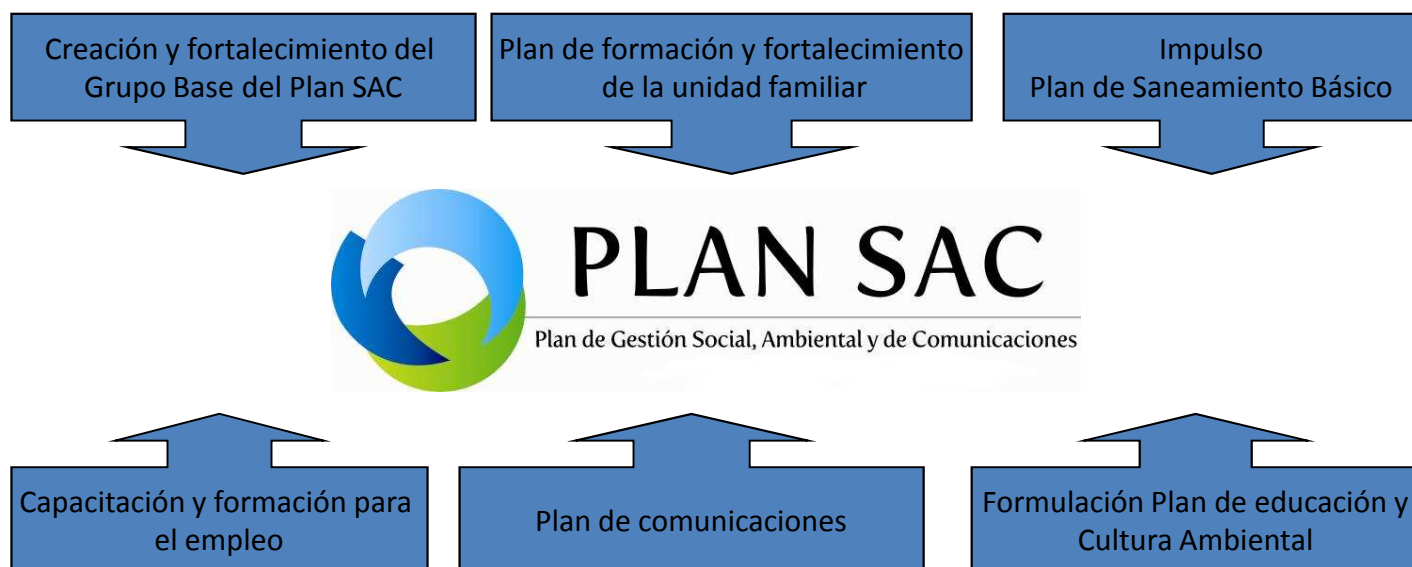 Creación y fortalecimiento del
Grupo Base del Plan SAC
Plan de formación y fortalecimiento
de la unidad familiar
Impulso
Plan de Saneamiento Básico
PLAN SAC
Plan de Gestión Social, Ambiental y de Comunicaciones
Capacitación y formación para
el empleo
Plan de comunicaciones
Formulación Plan de educación y
Cultura Ambiental